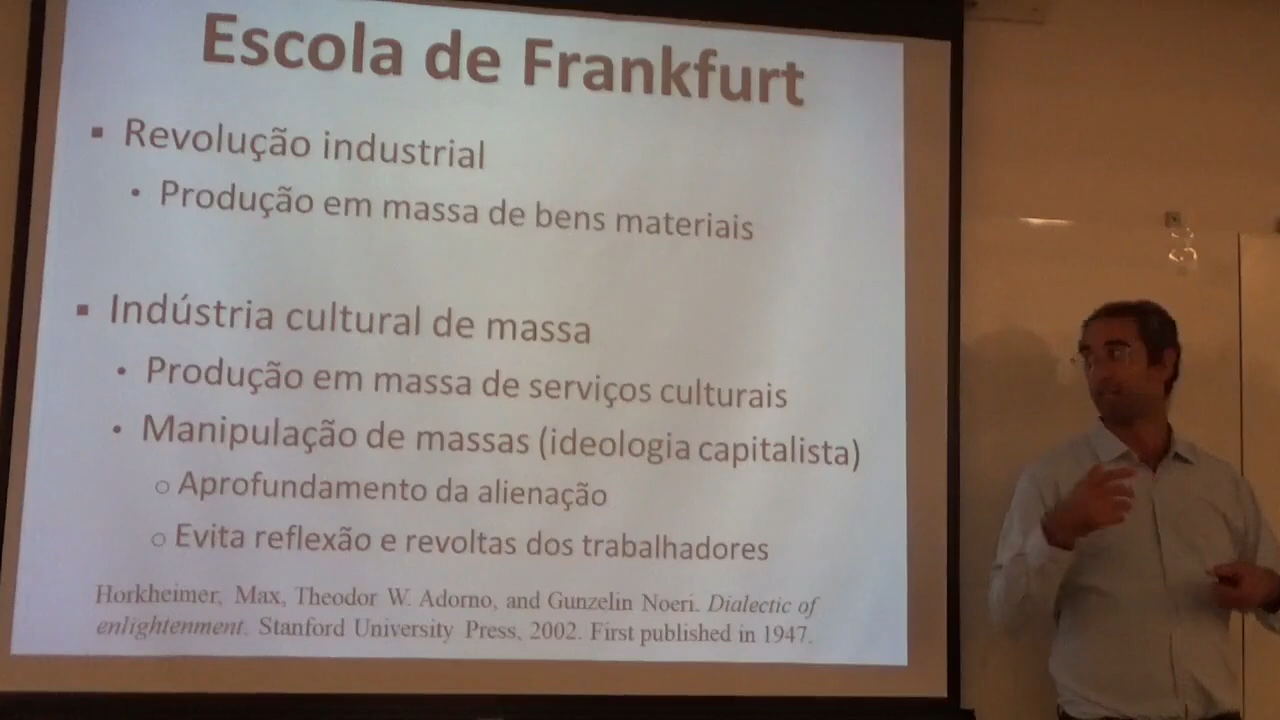 Escola de Frankfurt
▪ Revolução industrial
• Produção em massa de bens materiais
▪ Indústria cultural de massa
• Produção em massa de serviços culturais
• Manipulação de massas (ideologia capitalista)
○ Aprofundamento da alienação
○ Evita reflexão e revoltas dos trabalhadores
Horkheimer, Max, Theodor W. Adorno, and Gunzelin Noeri. Dialectic of
enlightenment. Stanford University Press, 2002. First published in 1947.